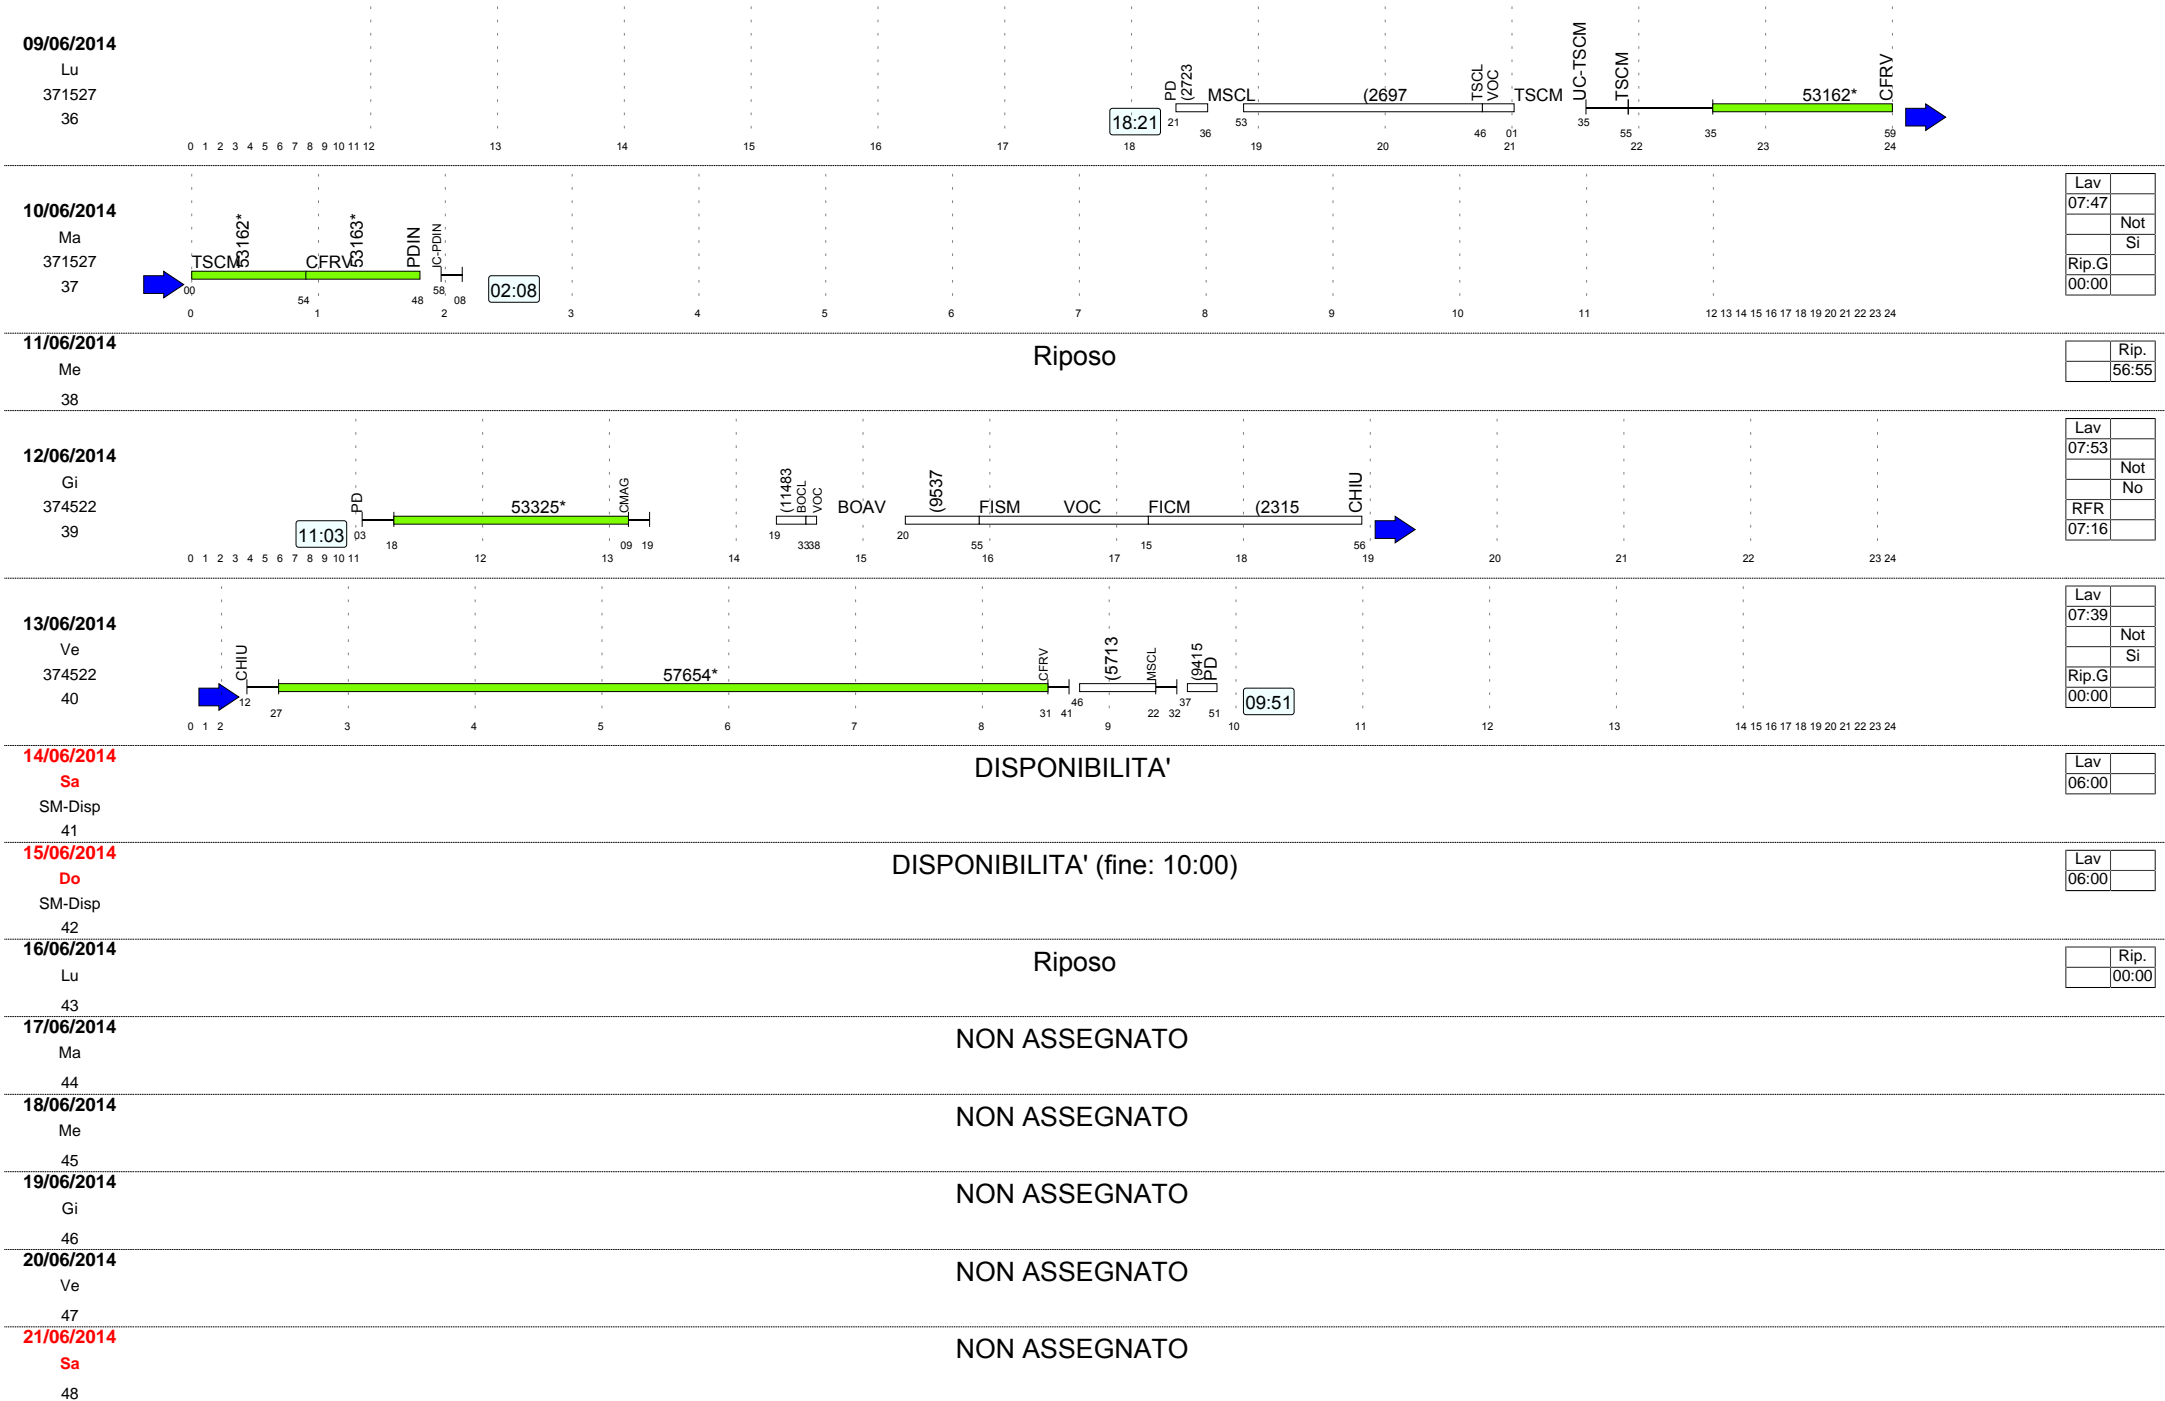 09/06/2014
Lu
371527
36
18:21
PD
(2723
MSCL
(2697
TSCL
VOC
TSCM
UC-TSCM
TSCM
53162*
CFRV
21 36 53 46 01 35 55 35 59
0 1 2 3 4 5 6 7 8 9 10 11 12 13 14 15 16 17 18 19 20 21 22 23 24
10/06/2014
Ma
371527
37
TSCM
53162*
CFRV
53163*
PDIN
IC-PDIN
02:08
00 54 48 58 08
0 1 2 3 4 5 6 7 8 9 10 11 12 13 14 15 16 17 18 19 20 21 22 23 24
Lav
07:47
Not
Si
Rip.G
00:00
11/06/2014
Me
38
Riposo
Rip.
56:55
12/06/2014
Gi
374522
39
11:03
PD
53325*
CMAG
(11483
BOCL
VOC
BOAV
(9537
FISM
VOC
FICM
(2315
CHIU
03 18 09 19 19 33 38 20 55 15 56
0 1 2 3 4 5 6 7 8 9 10 11 12 13 14 15 16 17 18 19 20 21 22 23 24
Lav
07:53
Not
No
RFR
07:16
13/06/2014
Ve
374522
40
CHIU
57654*
CFRV
(5713
MSCL
(9415
PD
09:51
12 27 31 41 46 22 32 37 51
0 1 2 3 4 5 6 7 8 9 10 11 12 13 14 15 16 17 18 19 20 21 22 23 24
Lav
07:39
Not
Si
Rip.G
00:00
14/06/2014
Sa
SM-Disp
41
DISPONIBILITA'
Lav
06:00
15/06/2014
Do
SM-Disp
42
DISPONIBILITA' (fine: 10:00)
Lav
06:00
16/06/2014
Lu
43
Riposo
Rip.
00:00
17/06/2014
Ma
44
NON ASSEGNATO
18/06/2014
Me
45
NON ASSEGNATO
19/06/2014
Gi
46
NON ASSEGNATO
20/06/2014
Ve
47
NON ASSEGNATO
21/06/2014
Sa
48
NON ASSEGNATO